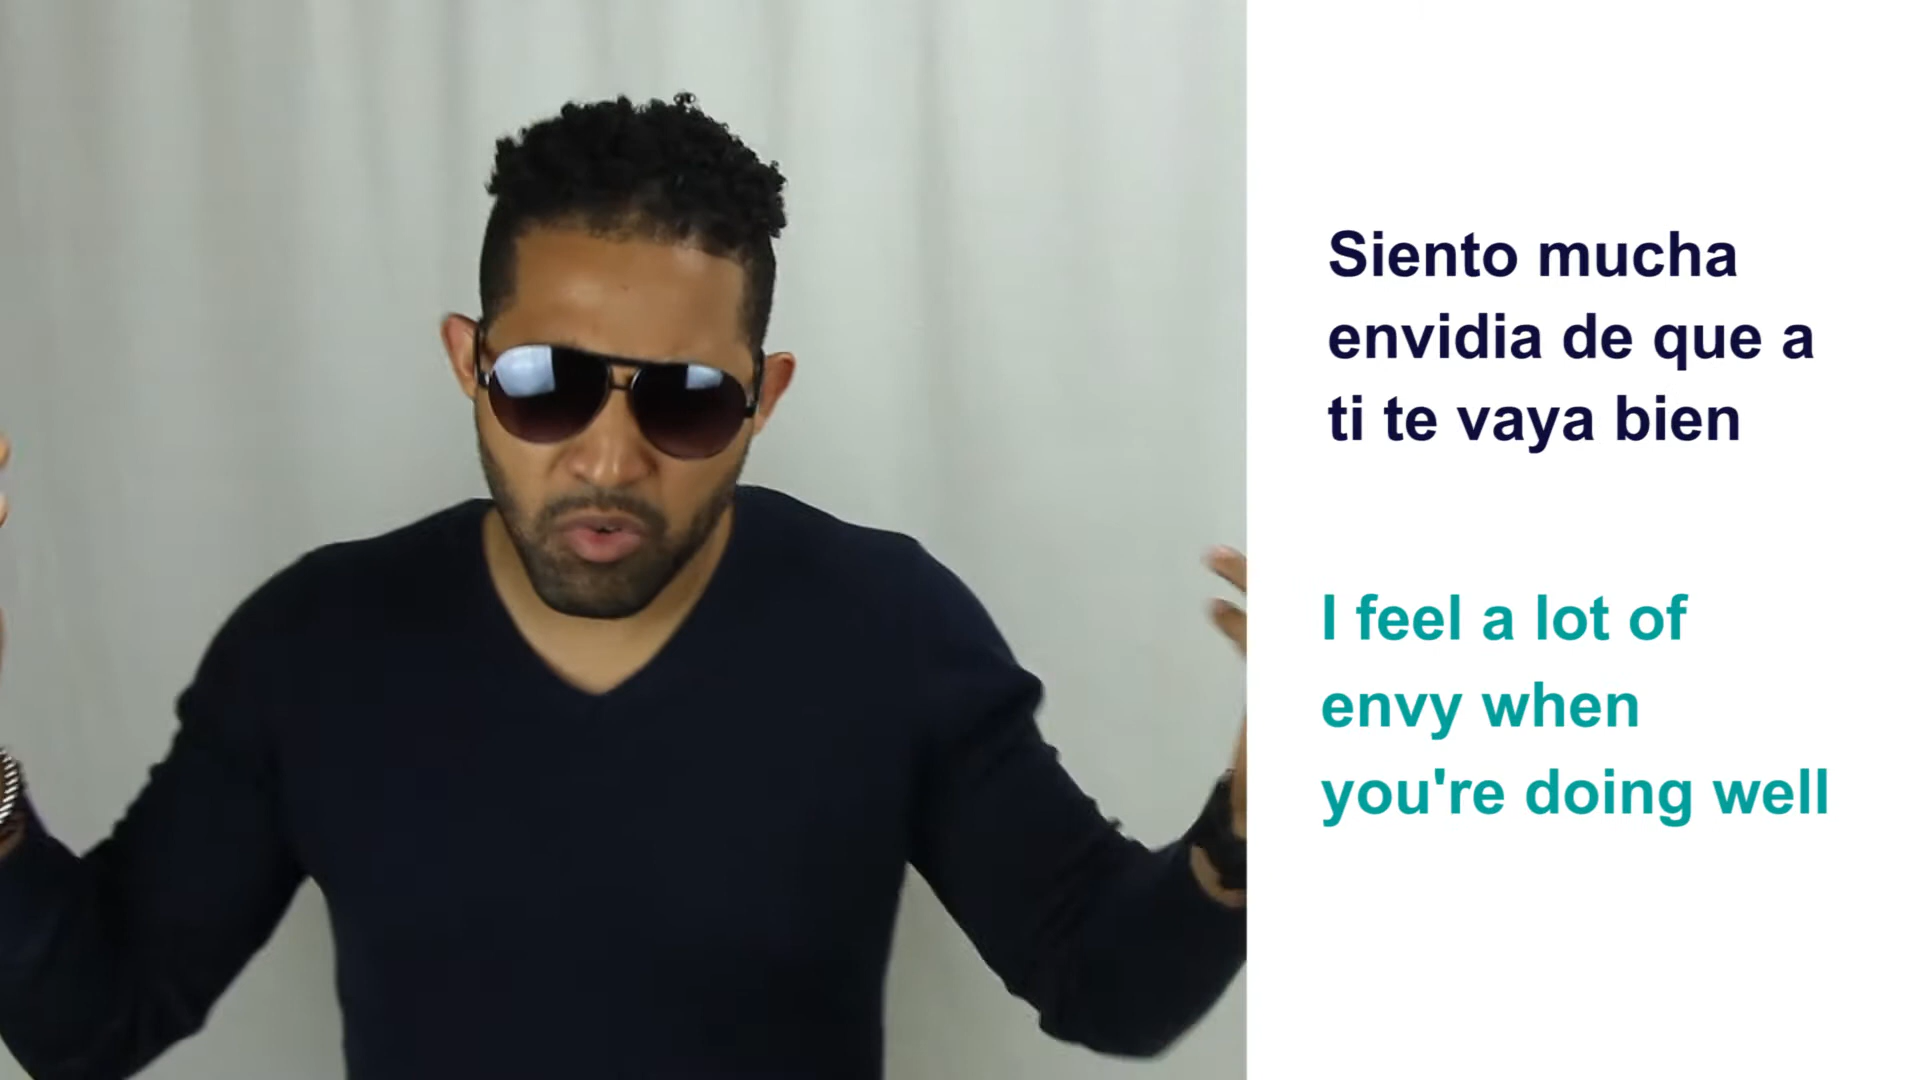 Siento mucha
envidia de que a
ti te vaya bien
I feel a lot of
envy when
you're doing well